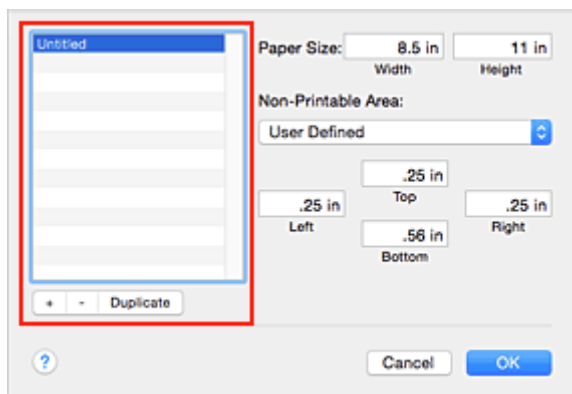 Untitled
Paper Size: 8.5 in 11 in
Width Height
Non-Printable Area:
User Defined
.25 in
Top
.25 in .25 in
Left Right
.56 in
Bottom
+ - Duplicate
? Cancel OK